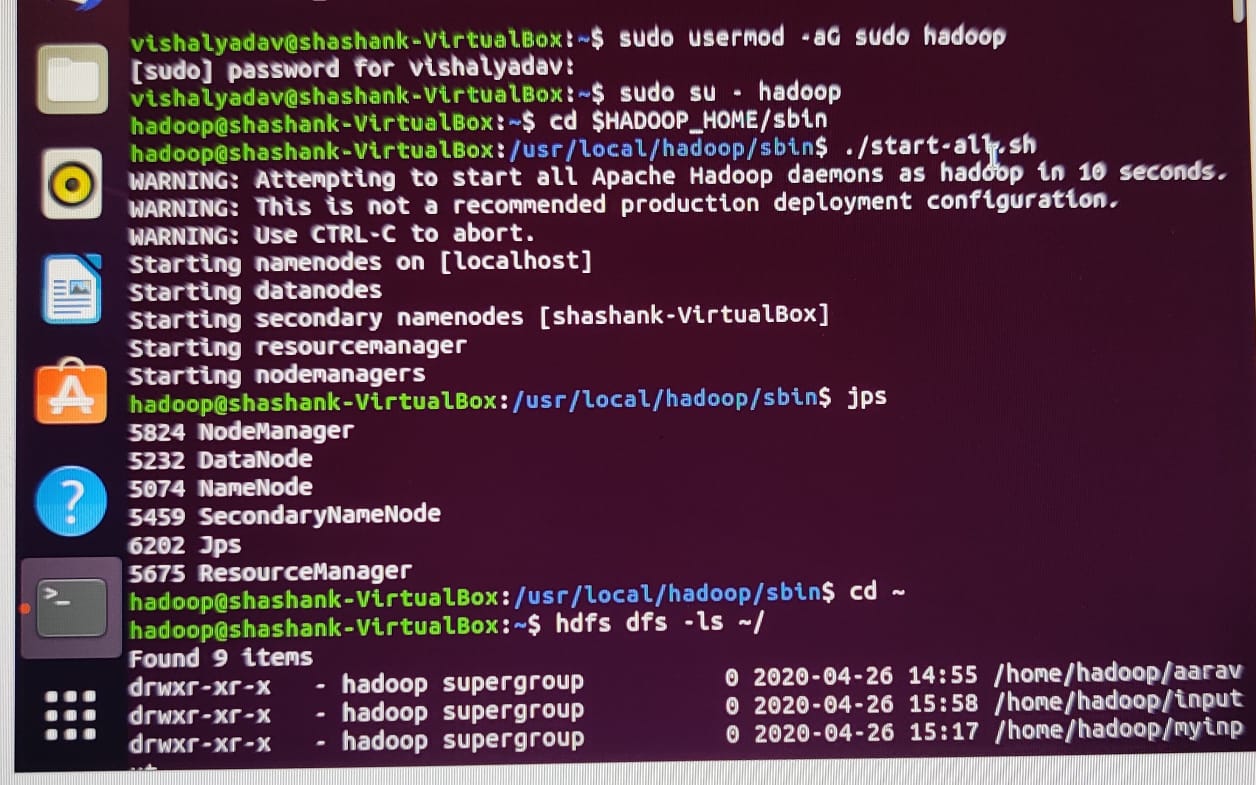 vishalyadav@shashank-VirtualBox:~$ sudo usermod -aG sudo hadoop
[sudo] password for vishalyadav:
vishalyadav@shashank-VirtualBox:~$ sudo su - hadoop
hadoop@shashank-VirtualBox:~$ cd $HADOOP_HOME/sbin
hadoop@shashank-VirtualBox:/usr/local/hadoop/sbin$ ./start-all.sh
WARNING: Attempting to start all Apache Hadoop daemons as hadoop in 10 seconds.
WARNING: This is not a recommended production deployment configuration.
WARNING: Use CTRL-C to abort.
Starting namenodes on [localhost]
Starting datanodes
Starting secondary namenodes [shashank-VirtualBox]
Starting resourcemanager
Starting nodemanagers
hadoop@shashank-VirtualBox:/usr/local/hadoop/sbin$ jps
5824 NodeManager
5232 DataNode
5074 NameNode
5459 SecondaryNameNode
6202 Jps
5675 ResourceManager
hadoop@shashank-VirtualBox:/usr/local/hadoop/sbin$ cd ~
hadoop@shashank-VirtualBox:~$ hdfs dfs -ls ~/
Found 9 items
drwxr-xr-x   - hadoop supergroup          0 2020-04-26 14:55 /home/hadoop/aarav
drwxr-xr-x   - hadoop supergroup          0 2020-04-26 15:58 /home/hadoop/input
drwxr-xr-x   - hadoop supergroup          0 2020-04-26 15:17 /home/hadoop/myinp